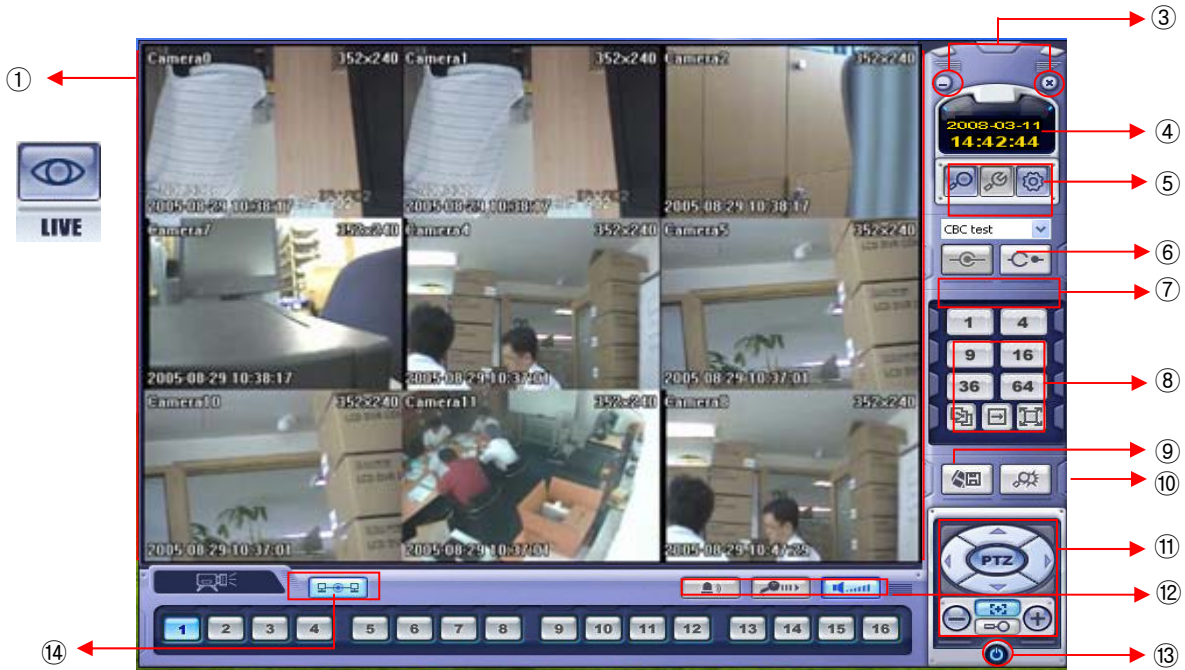 ③
①
Camera0 352x240 Camera1 352x240 Camera2 352x240
2008-03-11
14:42:44
④
⑤
LIVE
2005-08-29 10:38:17 2005-08-29 10:38:17 2005-08-29 10:38:17
Camera7 352x240 Camera4 352x240 Camera5 352x240
CBC test
⑥
⑦
1 4
9 16
36 64
⑧
2005-08-29 10:38:17 2005-08-29 10:37:01 2005-08-29 10:37:01
Camera10 352x240 Camera11 352x240 Camera8 352x240
⑨
⑩
2005-08-29 10:37:01 2005-08-29 10:37:01 2005-08-29 10:47:29
PTZ
⑪
⑫
1 2 3 4 5 6 7 8 9 10 11 12 13 14 15 16
⑭
⑬